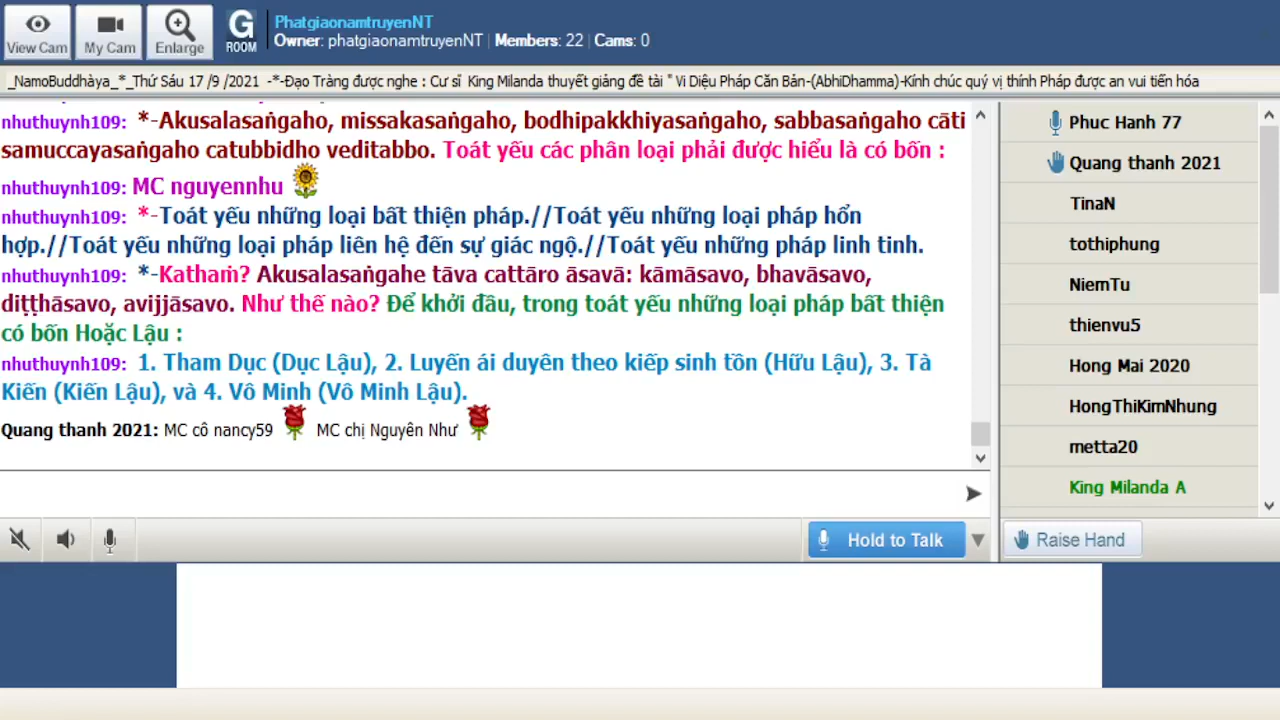 View Cam
My Cam
Enlarge
G
ROOM
PhatgiaonamtruyenNT
Owner: phatgiaonamtruyenNT | Members: 22 | Cams: 0
_NamoBuddhàya_*_Thứ Sáu 17 /9 /2021 -*-Đạo Tràng được nghe : Cư sĩ King Milanda thuyết giảng đề tài " Vi Diệu Pháp Căn Bản-(AbhiDhamma)-Kính chúc quý vị thính Pháp được an vui tiến hóa
nhuthuynh109: *-Akusalasaṅgaho, missakasaṅgaho, bodhipakkhiyasaṅgaho, sabbasaṅgaho cāti
samuccayasaṅgaho catubbidho veditabbo. Toát yếu các phân loại phải được hiểu là có bốn :
nhuthuynh109: MC nguyennhu
nhuthuynh109: *-Toát yếu những loại bất thiện pháp.//Toát yếu những loại pháp hổn
hợp.//Toát yếu những loại pháp liên hệ đến sự giác ngộ.//Toát yếu những pháp linh tinh.
nhuthuynh109: *-Kathaṁ? Akusalasaṅgahe tāva cattāro āsavā: kāmāsavo, bhavāsavo,
diṭṭhāsavo, avijjāsavo. Như thế nào? Để khởi đầu, trong toát yếu những loại pháp bất thiện
có bốn Hoặc Lậu :
nhuthuynh109: 1. Tham Dục (Dục Lậu), 2. Luyến ái duyên theo kiếp sinh tồn (Hữu Lậu), 3. Tà
Kiến (Kiến Lậu), và 4. Vô Minh (Vô Minh Lậu).
Quang thanh 2021: MC cô nancy59 MC chị Nguyên Như
Phuc Hanh 77
Quang thanh 2021
TinaN
tothiphung
NiemTu
thienvu5
Hong Mai 2020
HongThiKimNhung
metta20
King Milanda A
Hold to Talk
Raise Hand